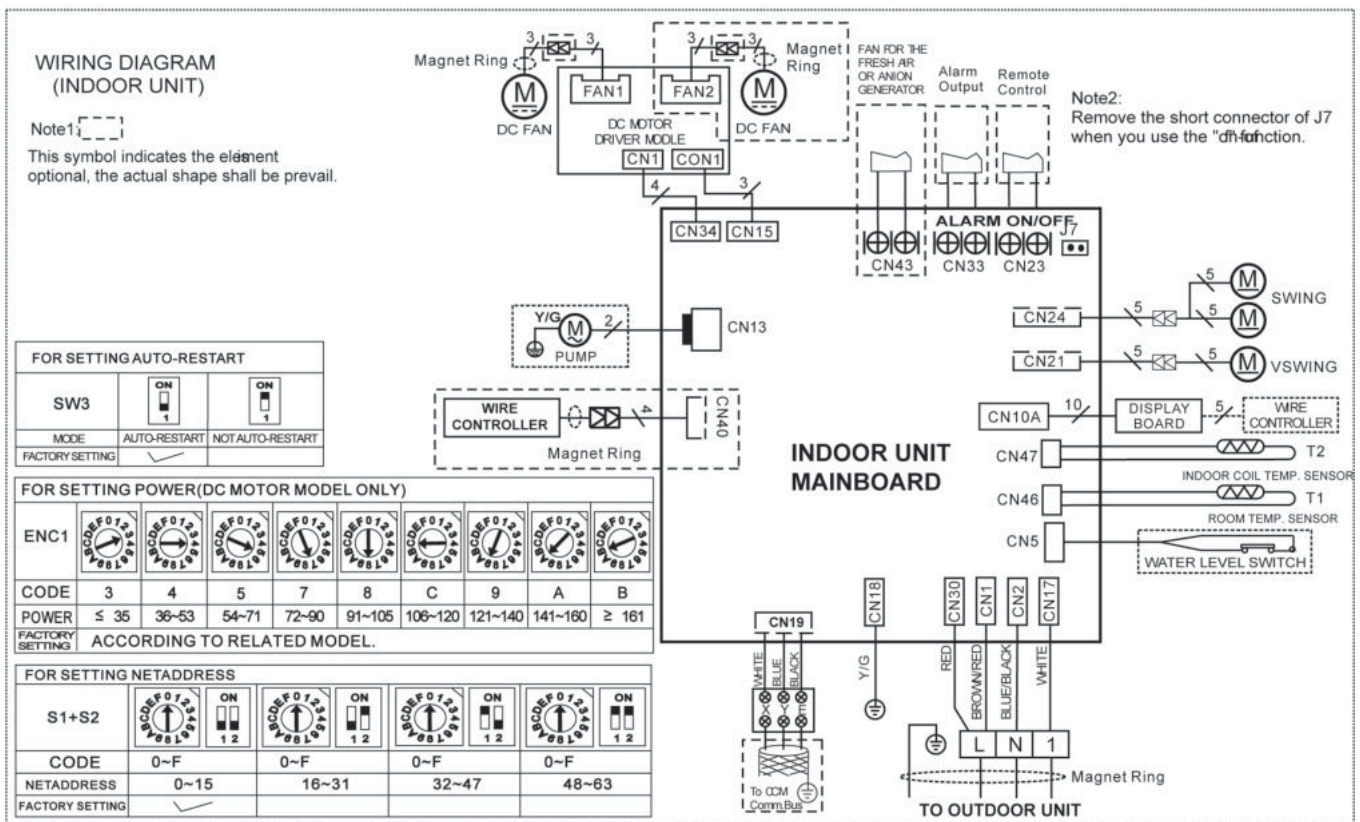 WIRING DIAGRAM
(INDOOR UNIT)
Note1:
This symbol indicates the element
optional, the actual shape shall be prevail.
Magnet Ring
3
3
M
DC FAN
FAN1
FAN2
DC MOTOR
DRIVER MODLE
CN1
CON1
4
3
3
3
M
DC FAN
Magnet
Ring
FAN FOR THE
FRESH AIR
OR ANION
GENERATOR
Alarm
Output
Remote
Control
Note2:
Remove the short connector of J7
when you use the function.
CN34
CN15
ALARM ON/OFF
J7
CN43
CN33
CN23
Y/G
M
2
PUMP
CN13
CN24
5
5
M
5
M
SWING
CN21
5
5
M
VSWING
WIRE
CONTROLLER
4
CN40
Magnet Ring
INDOOR UNIT
MAINBOARD
CN10A
10
DISPLAY
BOARD
5
WIRE
CONTROLLER
CN47
T2
INDOOR COIL TEMP. SENSOR
CN46
T1
ROOM TEMP. SENSOR
CN5
WATER LEVEL SWITCH
FOR SETTING AUTO-RESTART
SW3
ON
1
ON
1
MODE AUTO-RESTART NOT AUTO-RESTART
FACTORY SETTING
FOR SETTING POWER(DC MOTOR MODEL ONLY)
ENC1
CODE 3 4 5 7 8 C 9 A B
POWER ≤ 35 36~53 54~71 72~90 91~105 106~120 121~140 141~160 ≥ 161
FACTORY
SETTING
ACCORDING TO RELATED MODEL.
FOR SETTING NETADDRESS
S1+S2
ON
1 2
ON
1 2
ON
1 2
ON
1 2
CODE 0~F 0~F 0~F 0~F
NETADDRESS 0~15 16~31 32~47 48~63
FACTORY SETTING
CN19
WHITE
BLUE
BLACK
X Y E
To CCM
Comm.Bus
CN18
Y/G
CN30
CN1
CN2
CN17
RED
BROWN/RED
BLUE/BLACK
WHITE
L N 1
Magnet Ring
TO OUTDOOR UNIT